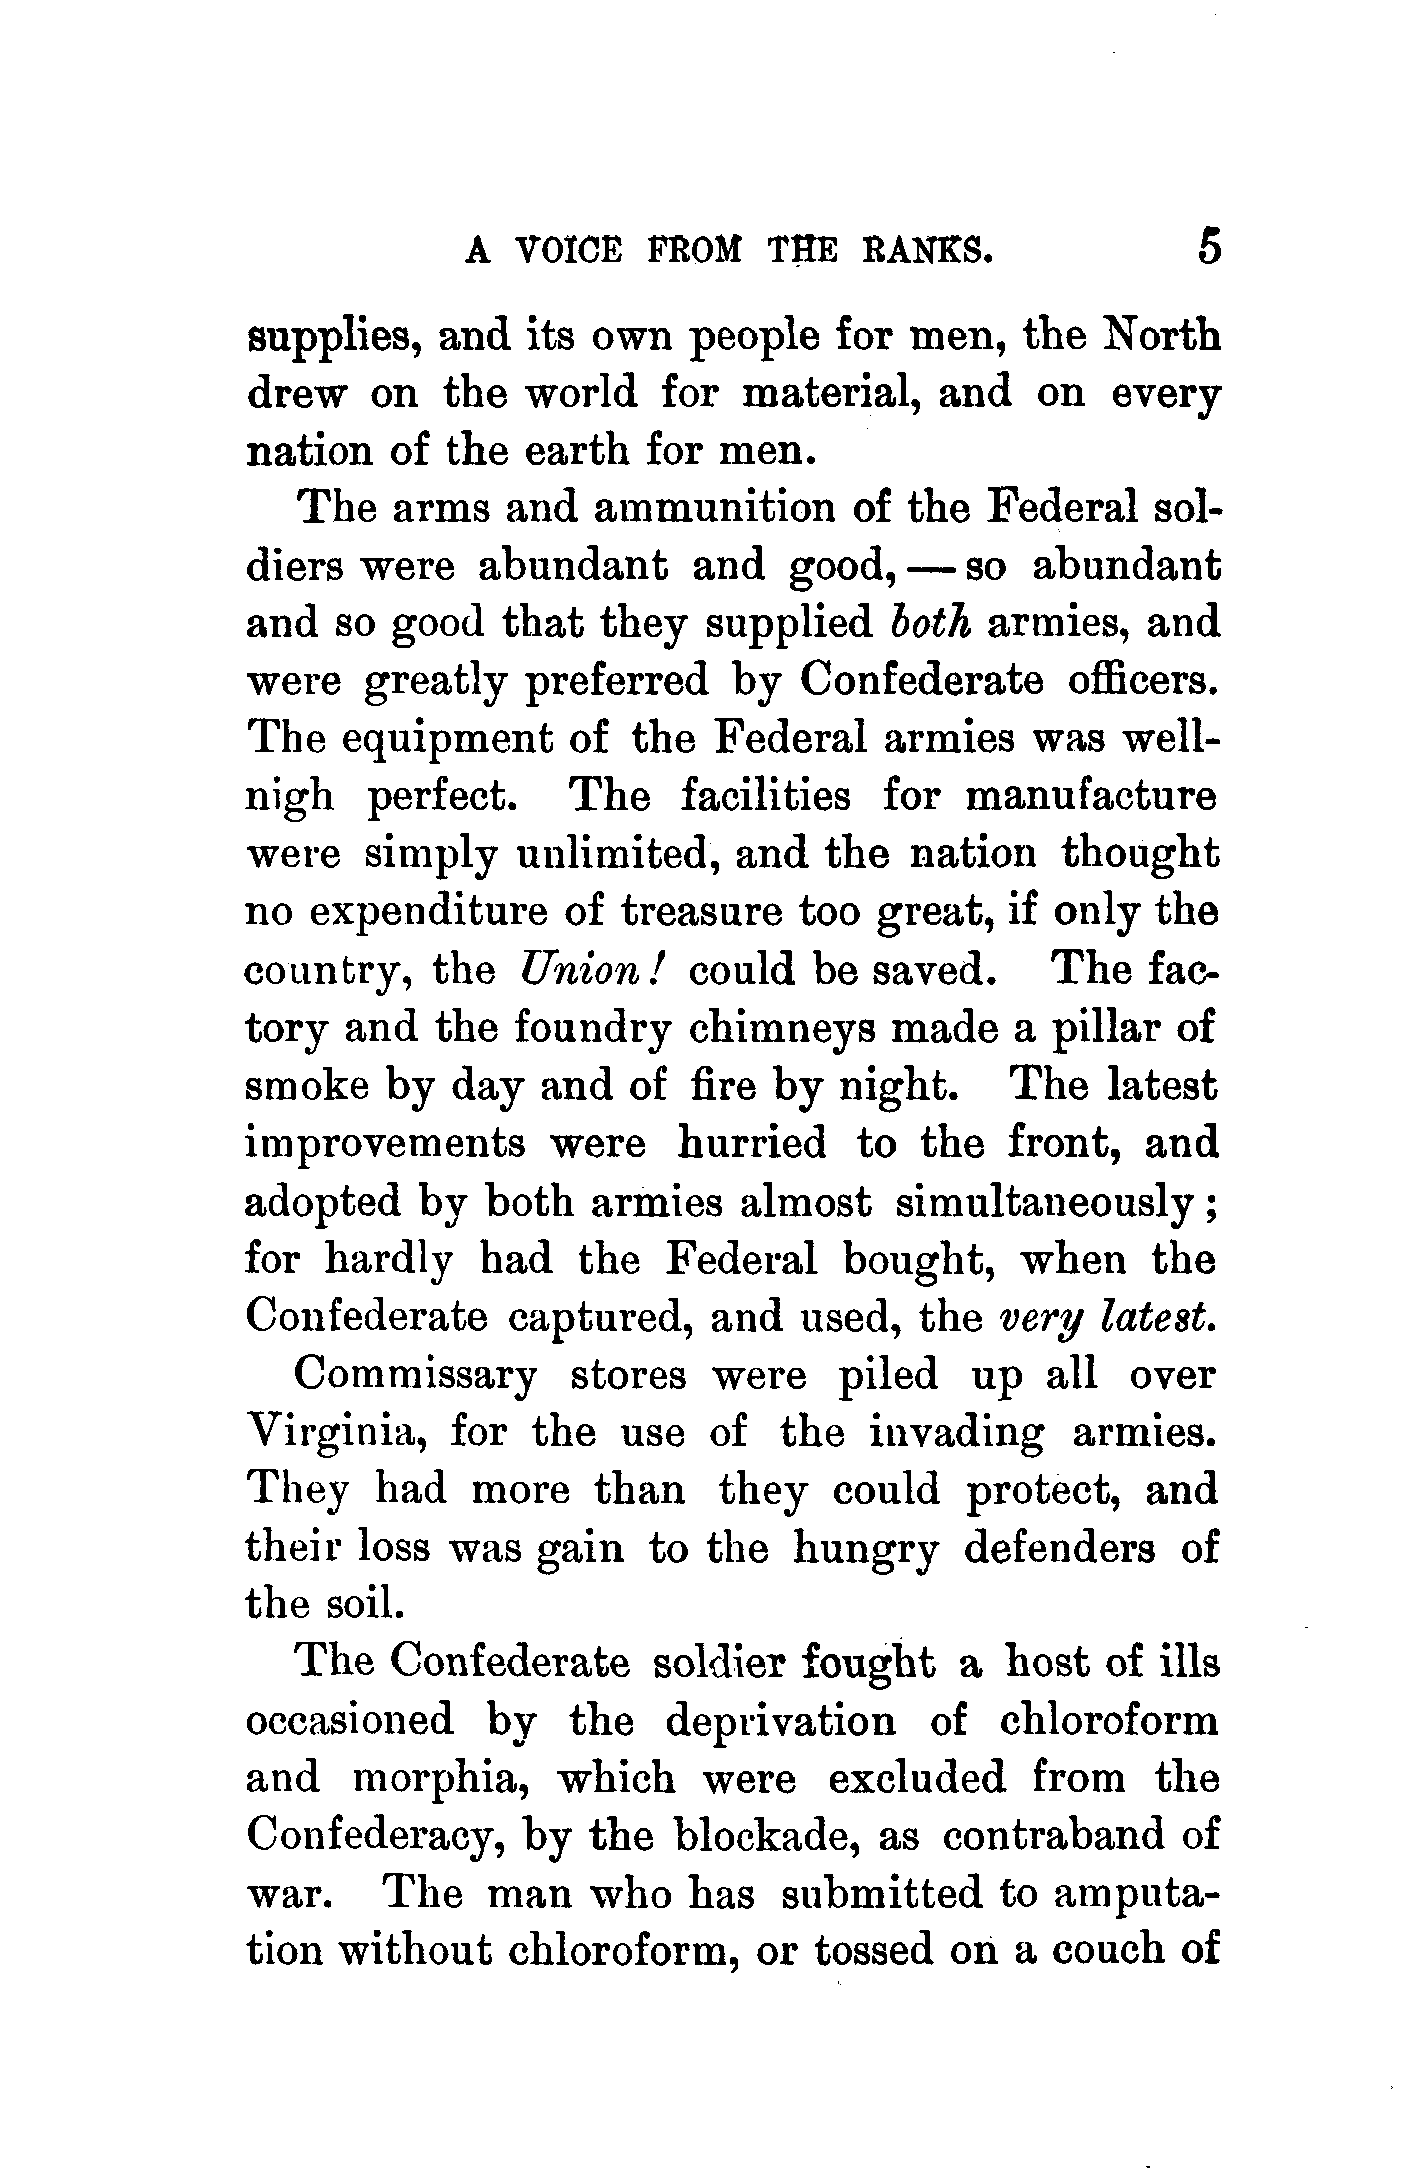 A VOICE FROM THE RANKS. 5
supplies, and its own people for men, the North
drew on the world for material, and on every
nation of the earth for men.
The arms and ammunition of the Federal sol-
diers were abundant and good, — so abundant
and so good that they supplied both armies, and
were greatly preferred by Confederate officers.
The equipment of the Federal armies was well-
nigh perfect. The facilities for manufacture
were simply unlimited, and the nation thought
no expenditure of treasure too great, if only the
country, the Union! could be saved. The fac-
tory and the foundry chimneys made a pillar of
smoke by day and of fire by night. The latest
improvements were hurried to the front, and
adopted by both armies almost simultaneously;
for hardly had the Federal bought, when the
Confederate captured, and used, the very latest.
Commissary stores were piled up all over
Virginia, for the use of the invading armies.
They had more than they could protect, and
their loss was gain to the hungry defenders of
the soil.
The Confederate soldier fought a host of ills
occasioned by the deprivation of chloroform
and morphia, which were excluded from the
Confederacy, by the blockade, as contraband of
war. The man who has submitted to amputa-
tion without chloroform, or tossed on a couch of